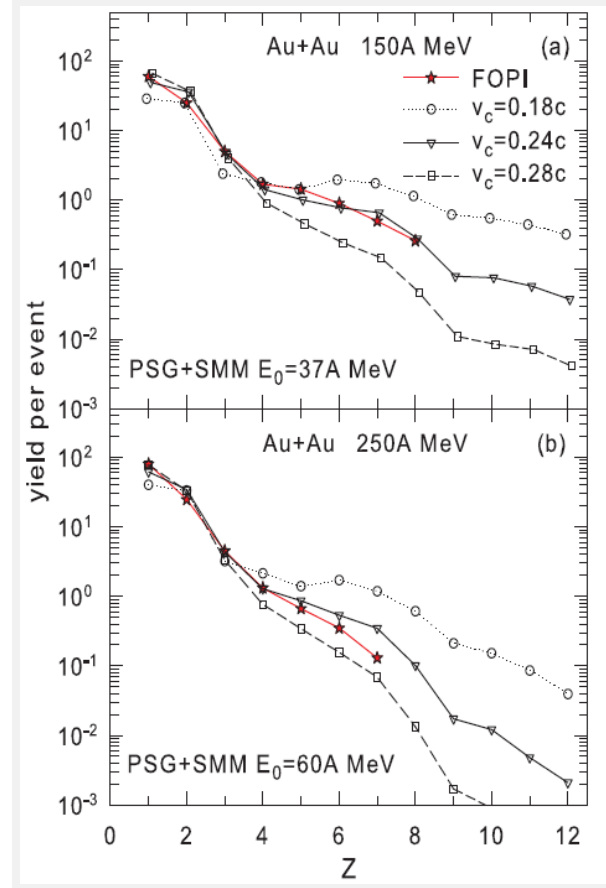 Au+Au 150A MeV (a)
FOPI
v_c=0.18c
v_c=0.24c
v_c=0.28c
10^2
10^1
10^0
10^-1
10^-2
10^-3
PSG+SMM E_0=37A MeV
yield per event
Au+Au 250A MeV (b)
10^2
10^1
10^0
10^-1
10^-2
10^-3
PSG+SMM E_0=60A MeV
0 2 4 6 8 10 12
Z